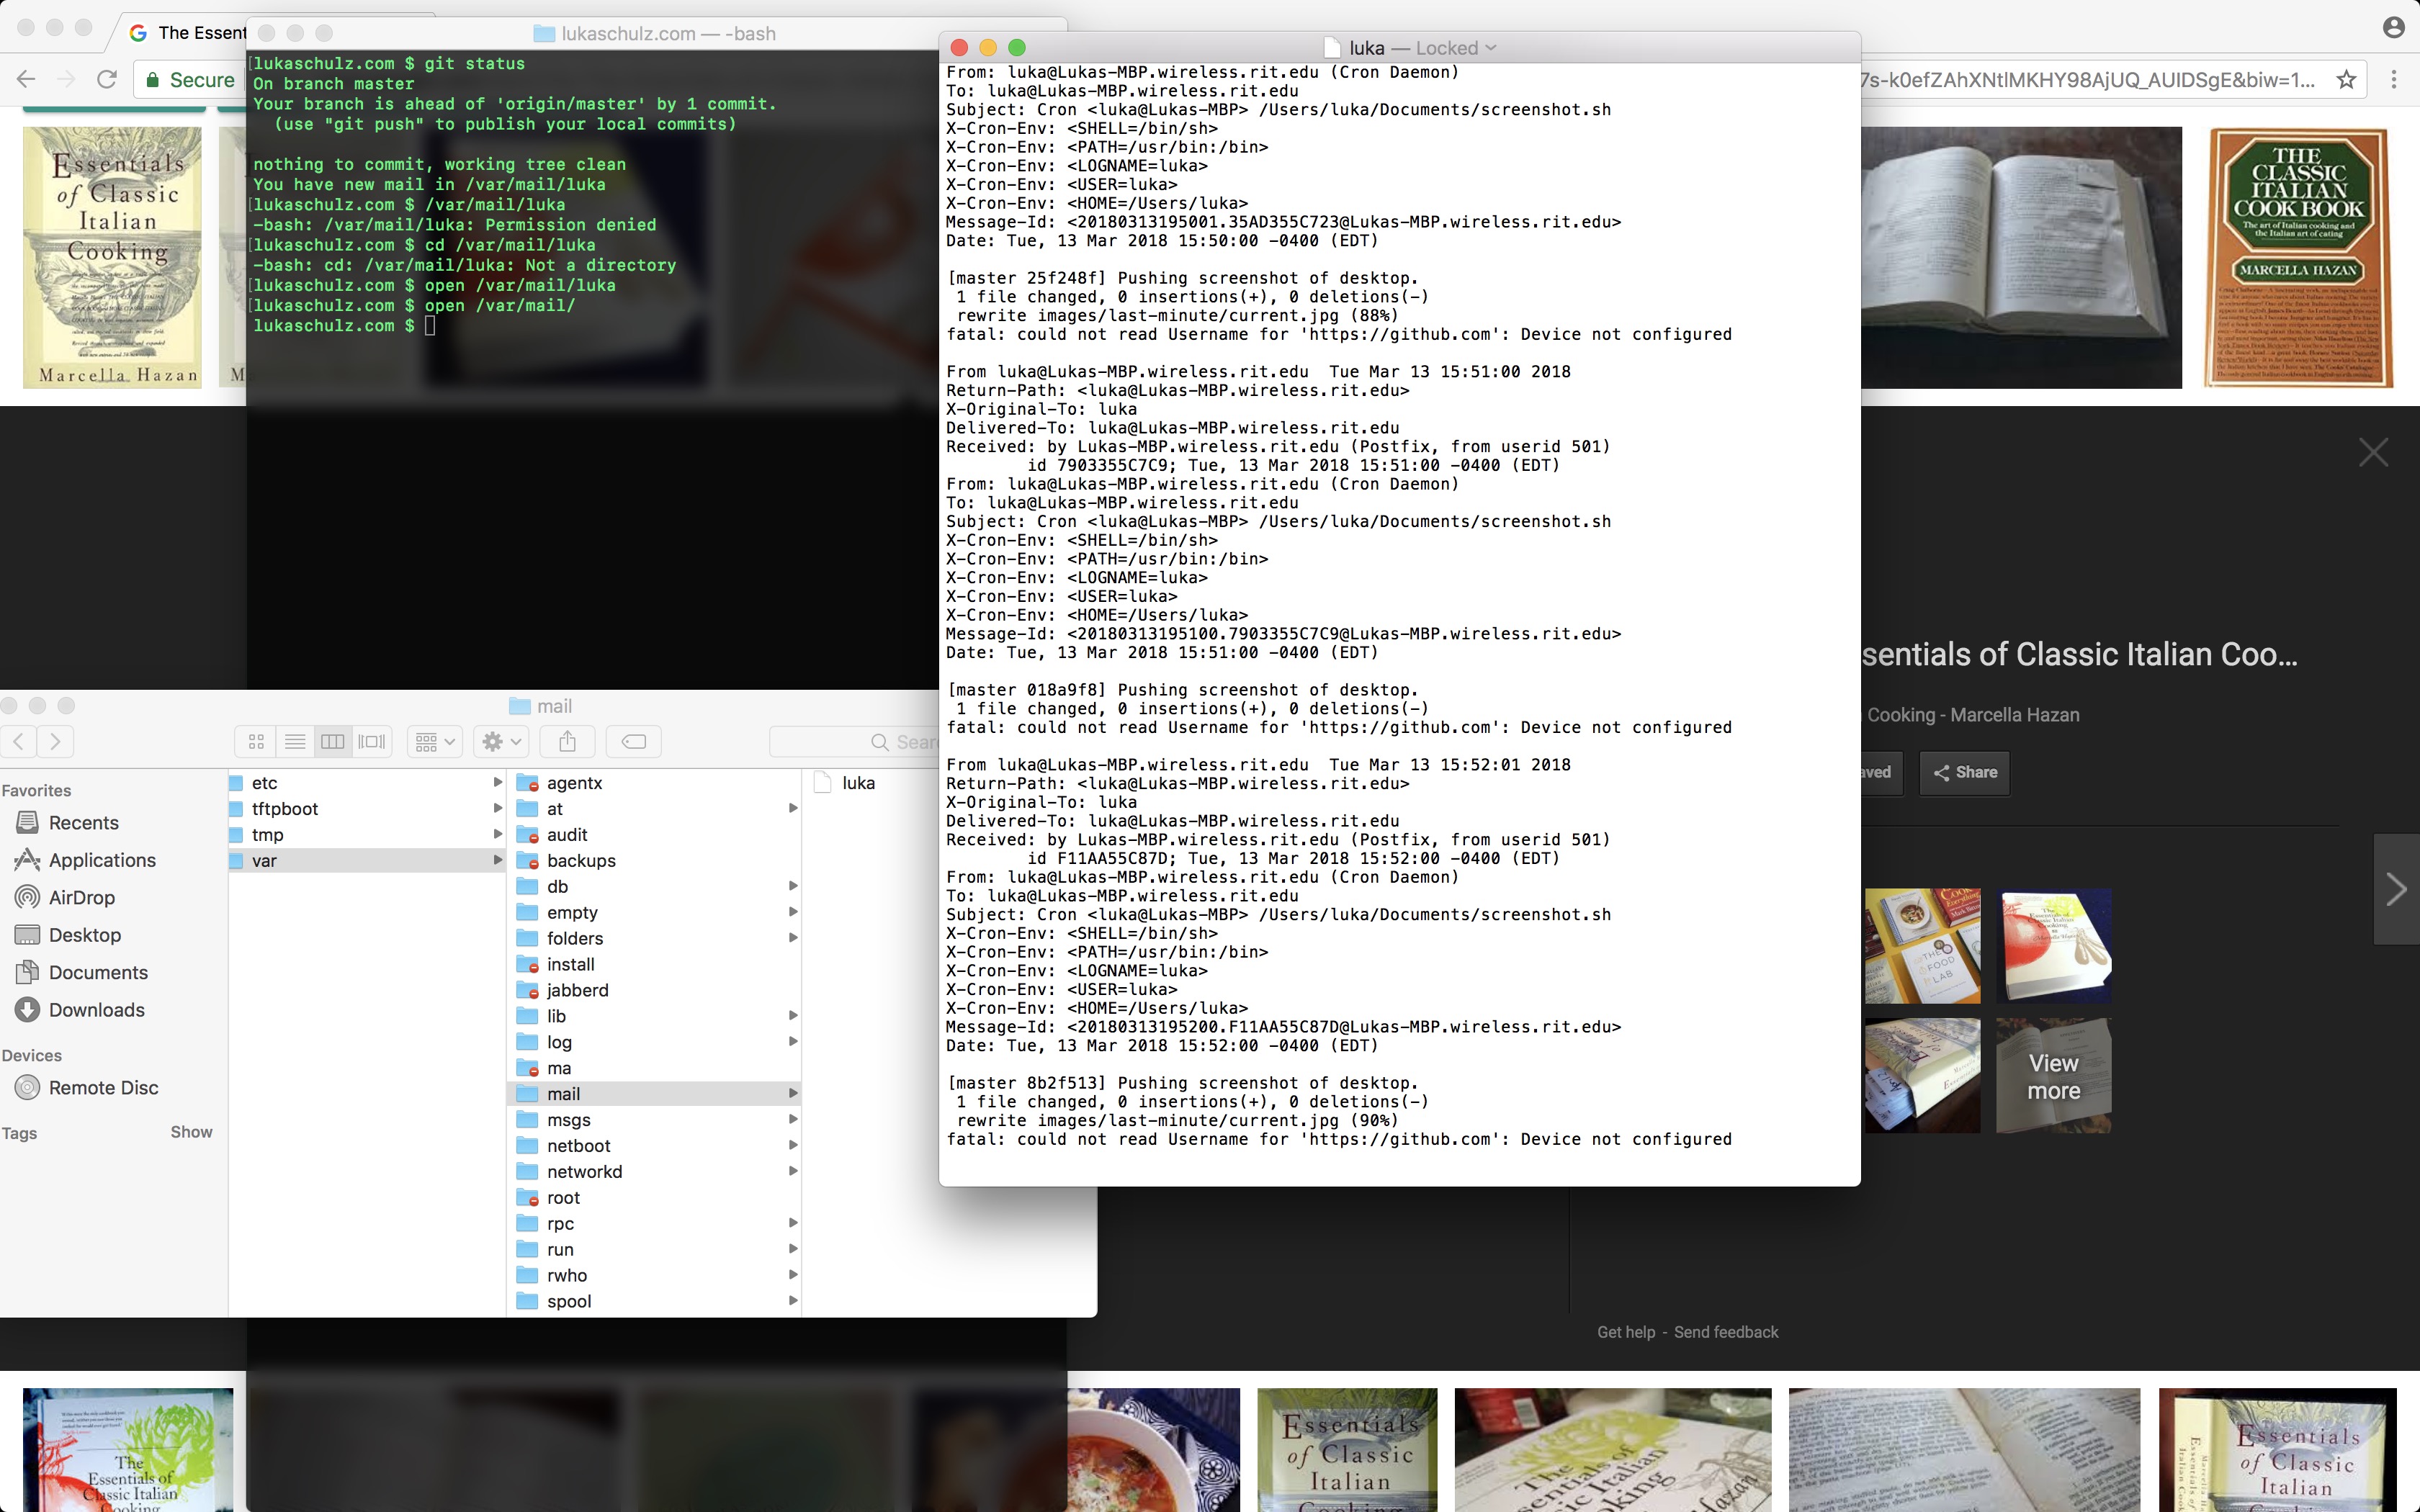 The Essent
Secure
7s-k0efZAhXNtlMKHY98AjUQ_AUIDSgE&biw=1...
lukaschulz.com — -bash
lukaschulz.com $ git status
On branch master
Your branch is ahead of 'origin/master' by 1 commit.
(use "git push" to publish your local commits)
nothing to commit, working tree clean
You have new mail in /var/mail/luka
lukaschulz.com $ /var/mail/luka
-bash: /var/mail/luka: Permission denied
lukaschulz.com $ cd /var/mail/luka
-bash: cd: /var/mail/luka: Not a directory
lukaschulz.com $ open /var/mail/luka
lukaschulz.com $ open /var/mail/
lukaschulz.com $
luka — Locked
From: luka@Lukas-MBP.wireless.rit.edu (Cron Daemon)
To: luka@Lukas-MBP.wireless.rit.edu
Subject: Cron <luka@Lukas-MBP> /Users/luka/Documents/screenshot.sh
X-Cron-Env: <SHELL=/bin/sh>
X-Cron-Env: <PATH=/usr/bin:/bin>
X-Cron-Env: <LOGNAME=luka>
X-Cron-Env: <USER=luka>
X-Cron-Env: <HOME=/Users/luka>
Message-Id: <20180313195001.35AD355C723@Lukas-MBP.wireless.rit.edu>
Date: Tue, 13 Mar 2018 15:50:00 -0400 (EDT)
[master 25f248f] Pushing screenshot of desktop.
1 file changed, 0 insertions(+), 0 deletions(-)
rewrite images/last-minute/current.jpg (88%)
fatal: could not read Username for 'https://github.com': Device not configured
From luka@Lukas-MBP.wireless.rit.edu  Tue Mar 13 15:51:00 2018
Return-Path: <luka@Lukas-MBP.wireless.rit.edu>
X-Original-To: luka
Delivered-To: luka@Lukas-MBP.wireless.rit.edu
Received: by Lukas-MBP.wireless.rit.edu (Postfix, from userid 501)
id 7903355C7C9; Tue, 13 Mar 2018 15:51:00 -0400 (EDT)
From: luka@Lukas-MBP.wireless.rit.edu (Cron Daemon)
To: luka@Lukas-MBP.wireless.rit.edu
Subject: Cron <luka@Lukas-MBP> /Users/luka/Documents/screenshot.sh
X-Cron-Env: <SHELL=/bin/sh>
X-Cron-Env: <PATH=/usr/bin:/bin>
X-Cron-Env: <LOGNAME=luka>
X-Cron-Env: <USER=luka>
X-Cron-Env: <HOME=/Users/luka>
Message-Id: <20180313195100.7903355C7C9@Lukas-MBP.wireless.rit.edu>
Date: Tue, 13 Mar 2018 15:51:00 -0400 (EDT)
[master 018a9f8] Pushing screenshot of desktop.
1 file changed, 0 insertions(+), 0 deletions(-)
fatal: could not read Username for 'https://github.com': Device not configured
From luka@Lukas-MBP.wireless.rit.edu  Tue Mar 13 15:52:01 2018
Return-Path: <luka@Lukas-MBP.wireless.rit.edu>
X-Original-To: luka
Delivered-To: luka@Lukas-MBP.wireless.rit.edu
Received: by Lukas-MBP.wireless.rit.edu (Postfix, from userid 501)
id F11AA55C87D; Tue, 13 Mar 2018 15:52:00 -0400 (EDT)
From: luka@Lukas-MBP.wireless.rit.edu (Cron Daemon)
To: luka@Lukas-MBP.wireless.rit.edu
Subject: Cron <luka@Lukas-MBP> /Users/luka/Documents/screenshot.sh
X-Cron-Env: <SHELL=/bin/sh>
X-Cron-Env: <PATH=/usr/bin:/bin>
X-Cron-Env: <LOGNAME=luka>
X-Cron-Env: <USER=luka>
X-Cron-Env: <HOME=/Users/luka>
Message-Id: <20180313195200.F11AA55C87D@Lukas-MBP.wireless.rit.edu>
Date: Tue, 13 Mar 2018 15:52:00 -0400 (EDT)
[master 8b2f513] Pushing screenshot of desktop.
1 file changed, 0 insertions(+), 0 deletions(-)
rewrite images/last-minute/current.jpg (90%)
fatal: could not read Username for 'https://github.com': Device not configured
Essentials
of Classic
Italian
Cooking
Marcella Hazan
M
THE
CLASSIC
ITALIAN
COOK BOOK
The art of Italian cooking and
the Italian art of eating
MARCELLA HAZAN
mail
Sear
Favorites
Recents
Applications
AirDrop
Desktop
Documents
Downloads
Devices
Remote Disc
Tags
Show
etc
tftpboot
tmp
var
agentx
at
audit
backups
db
empty
folders
install
jabberd
lib
log
ma
mail
msgs
netboot
networkd
root
rpc
run
rwho
spool
luka
sentials of Classic Italian Coo...
Cooking - Marcella Hazan
aved
Share
THE
FOOD
LAB
View
more
Get help - Send feedback
The
Essentials of
Classic Italian
Cooking
Essentials
of Classic
Italian
Essentials
of Classic
Italian